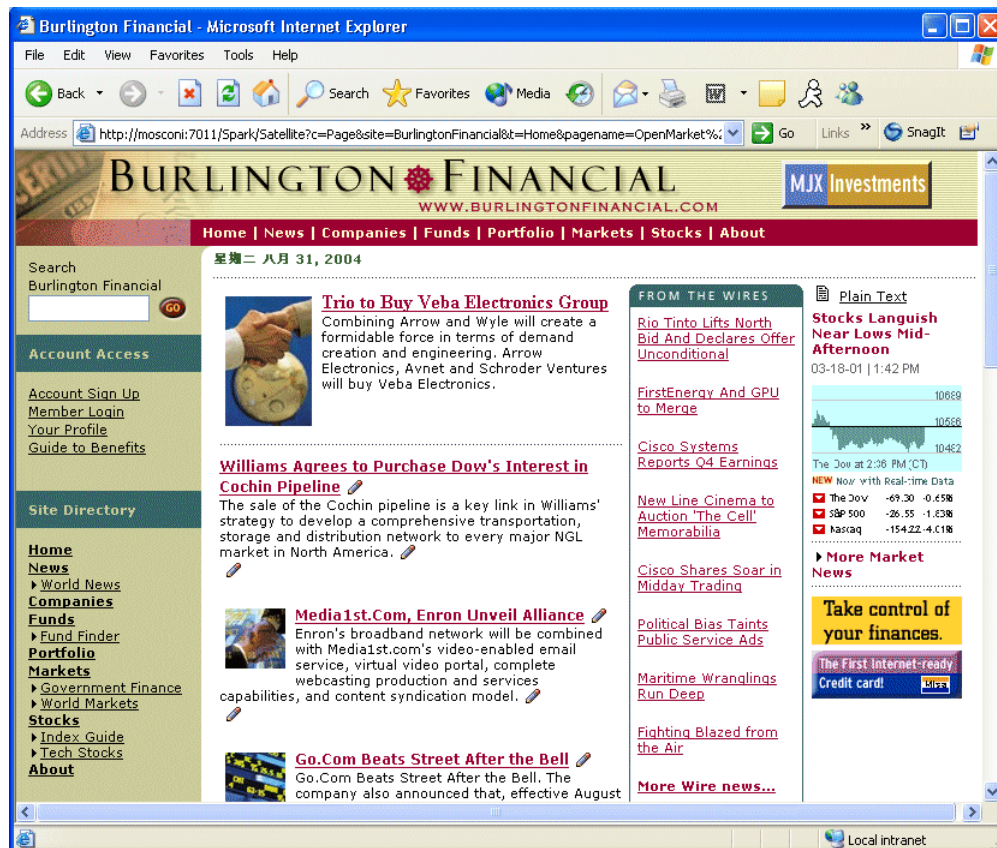 Burlington Financial - Microsoft Internet Explorer
File Edit View Favorites Tools Help
Back Search Favorites Media
Address http://mosconi:7011/Spark/Satellite?c=Page&site=BurlingtonFinancial&t=Home&pagename=OpenMarket% Go Links » SnagIt
BURLINGTON FINANCIAL
WWW.BURLINGTONFINANCIAL.COM
MJX Investments
Home | News | Companies | Funds | Portfolio | Markets | Stocks | About
Search
Burlington Financial
GO
Account Access
Account Sign Up
Member Login
Your Profile
Guide to Benefits
Site Directory
Home
News
World News
Companies
Funds
Fund Finder
Portfolio
Markets
Government Finance
World Markets
Stocks
Index Guide
Tech Stocks
About
星期二 八月 31, 2004
Trio to Buy Veba Electronics Group
Combining Arrow and Wyle will create a
formidable force in terms of demand
creation and engineering. Arrow
Electronics, Avnet and Schroder Ventures
will buy Veba Electronics.
Williams Agrees to Purchase Dow's Interest in
Cochin Pipeline
The sale of the Cochin pipeline is a key link in Williams'
strategy to develop a comprehensive transportation,
storage and distribution network to every major NGL
market in North America.
Media1st.Com, Enron Unveil Alliance
Enron's broadband network will be combined
with Media1st.com's video-enabled email
service, virtual video portal, complete
webcasting production and services
capabilities, and content syndication model.
Go.Com Beats Street After the Bell
Go.Com Beats Street After the Bell. The
company also announced that, effective August
FROM THE WIRES
Rio Tinto Lifts North
Bid And Declares Offer
Unconditional
FirstEnergy And GPU
to Merge
Cisco Systems
Reports Q4 Earnings
New Line Cinema to
Auction 'The Cell'
Memorabilia
Cisco Shares Soar in
Midday Trading
Political Bias Taints
Public Service Ads
Maritime Wranglings
Run Deep
Fighting Blazed from
the Air
More Wire news...
Plain Text
Stocks Languish
Near Lows Mid-
Afternoon
03-18-01 | 1:42 PM
10689
10586
10482
The Dow at 2:36 PM (CT)
NEW Now with Real-time Data
The Dow -69.30 -0.65%
S&P 500 -26.55 -1.83%
Nasdaq -154.22 -4.01%
More Market
News
Take control of
your finances.
The First Internet-ready
Credit card!
Local intranet